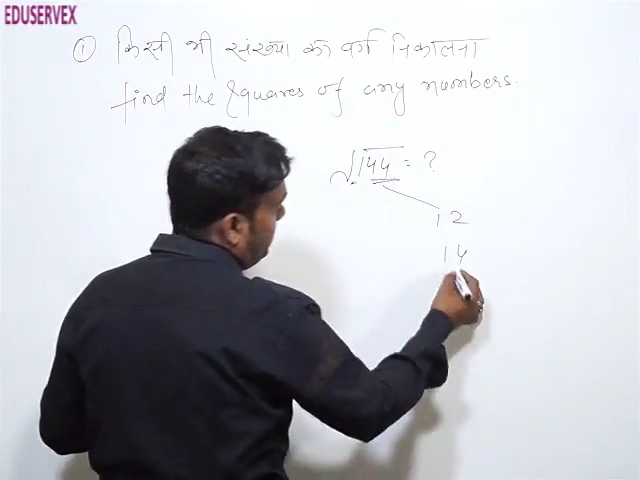 EDUSERVEX
① किसी भी संख्या का वर्ग निकालना
find the squares of any numbers.
√144 = ?
12
14